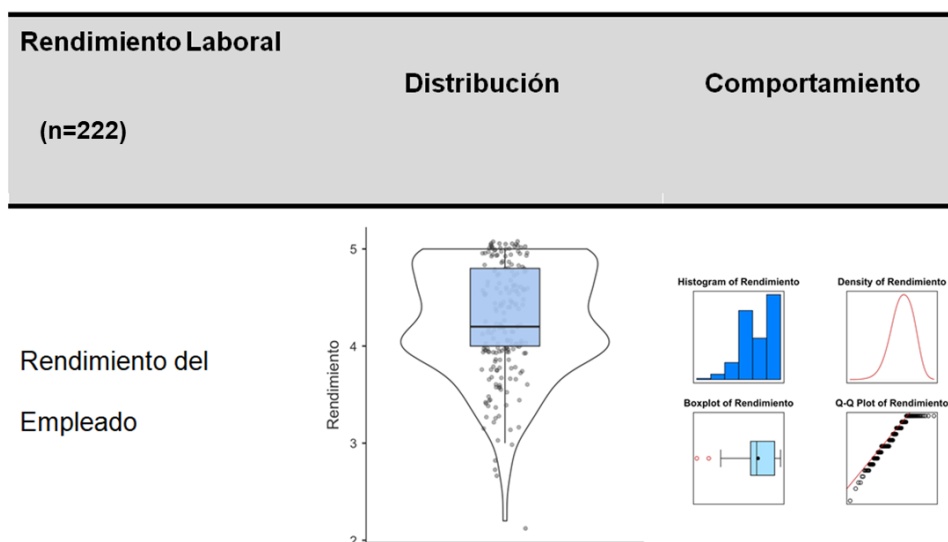 Rendimiento Laboral
(n=222)
Distribución
Comportamiento
Rendimiento del
Empleado
Rendimiento
5
4
3
2
Histogram of Rendimiento
Density of Rendimiento
Boxplot of Rendimiento
Q-Q Plot of Rendimiento